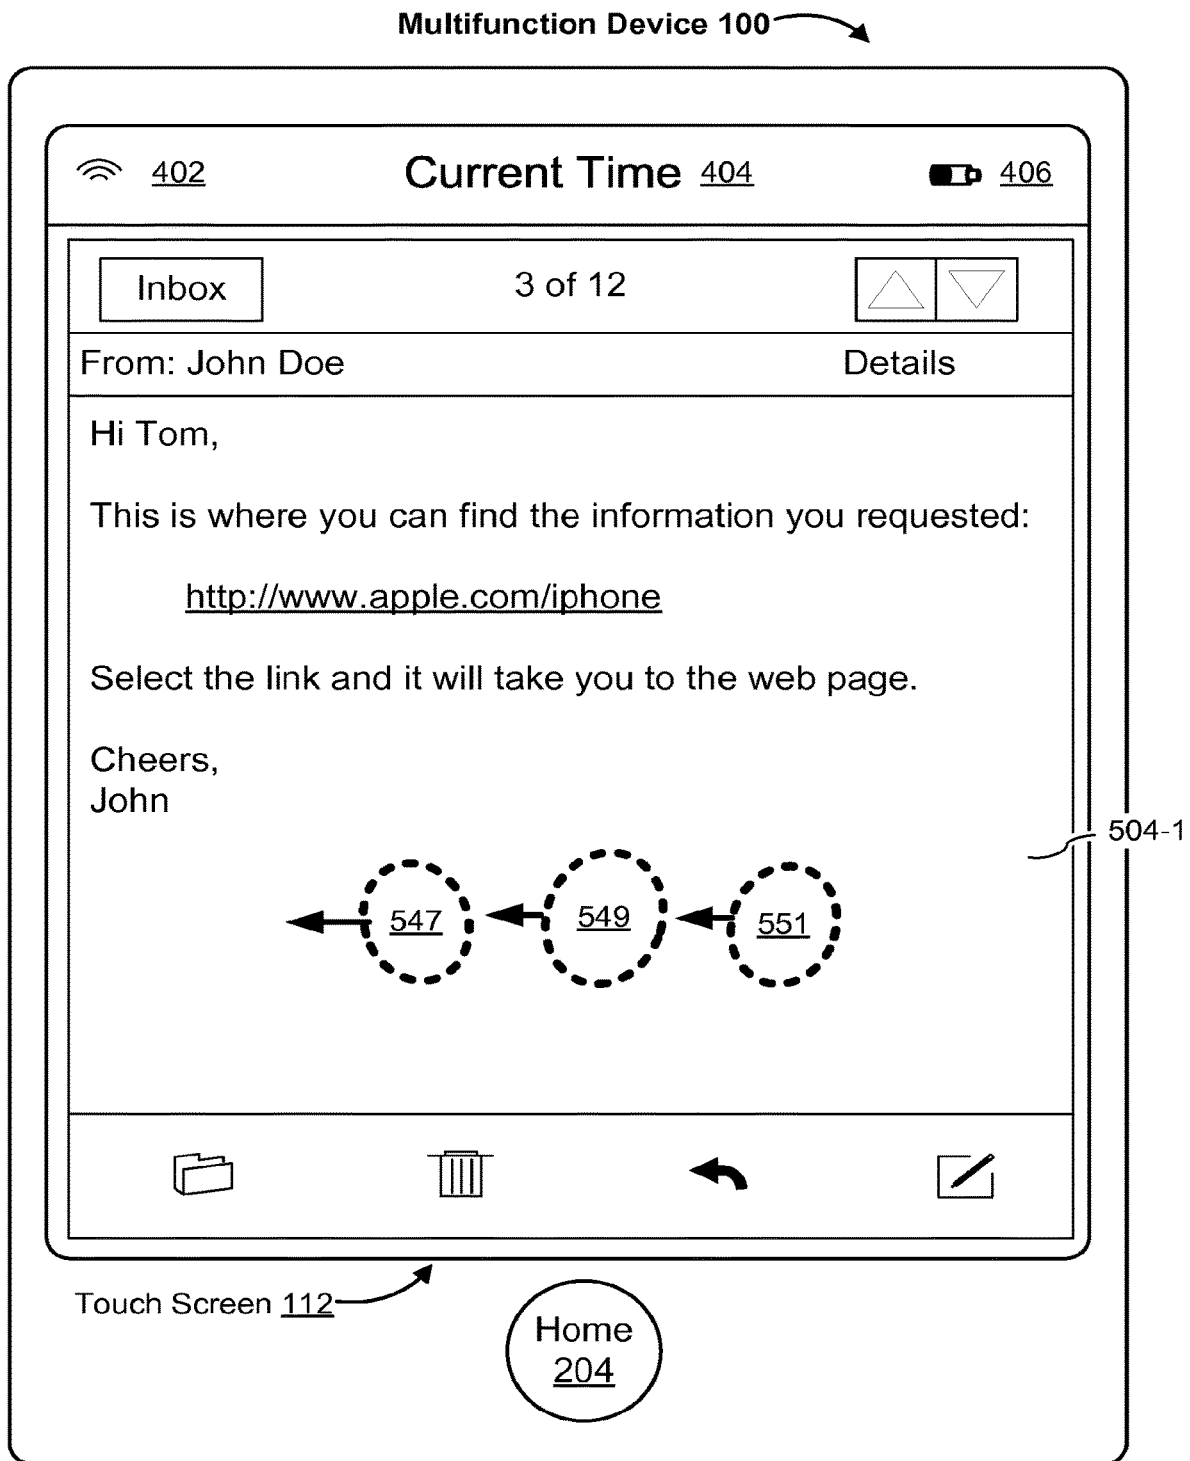 Multifunction Device 100
402 Current Time 404 406
Inbox 3 of 12
From: John Doe Details
Hi Tom,
This is where you can find the information you requested:
http://www.apple.com/iphone
Select the link and it will take you to the web page.
Cheers,
John
504-1
547 549 551
Touch Screen 112
Home
204